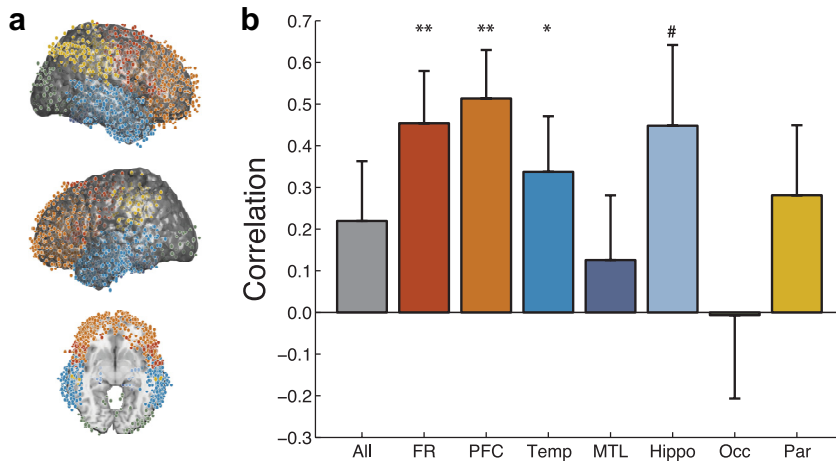 a
b
Correlation
0.7
0.6
0.5
0.4
0.3
0.2
0.1
0.0
−0.1
−0.2
−0.3
** ** * #
All FR PFC Temp MTL Hippo Occ Par